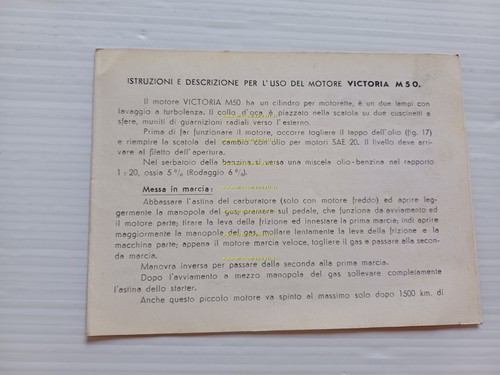 ISTRUZIONI E DESCRIZIONE PER L'USO DEL MOTORE VICTORIA M 5 0.
Il motore VICTORIA M50 ha un cilindro per motorette, è un due tempi con
lavaggio a turbolenza. Il collo d'oca è piazzato nella scatola su due cuscinetti a
sfere, muniti di guarnizioni radiali verso l'esterno.
Prima di far funzionare il motore, occorre togliere il tappo dell'olio (fig. 17)
e riempire la scatola del cambio con olio per motori SAE 20. Il livello deve arri-
vare al filetto dell'apertura.
Nel serbatoio della benzina si versa una miscela olio-benzina nel rapporto
1 : 20, ossia 5 % (Rodaggio 6 %).
Messa in marcia:
Abbassare l'astina del carburatore (solo con motore freddo) ed aprire leg-
germente la manopola del gas premere sul pedale, che funziona da avviamento ed
il motore parte; tirare la leva della frizione ed innestare la prima marcia; indi aprire
maggiormente la manopola del gas, mollare lentamente la leva della frizione e la
macchina parte; appena il motore marcia veloce, togliere il gas e passare alla secon-
da marcia.
Manovra inversa per passare dalla seconda alla prima marcia.
Dopo l'avviamento a mezzo manopola del gas sollevare completamente
l'astina dello starter.
Anche questo piccolo motore va spinto al massimo solo dopo 1500 km. di